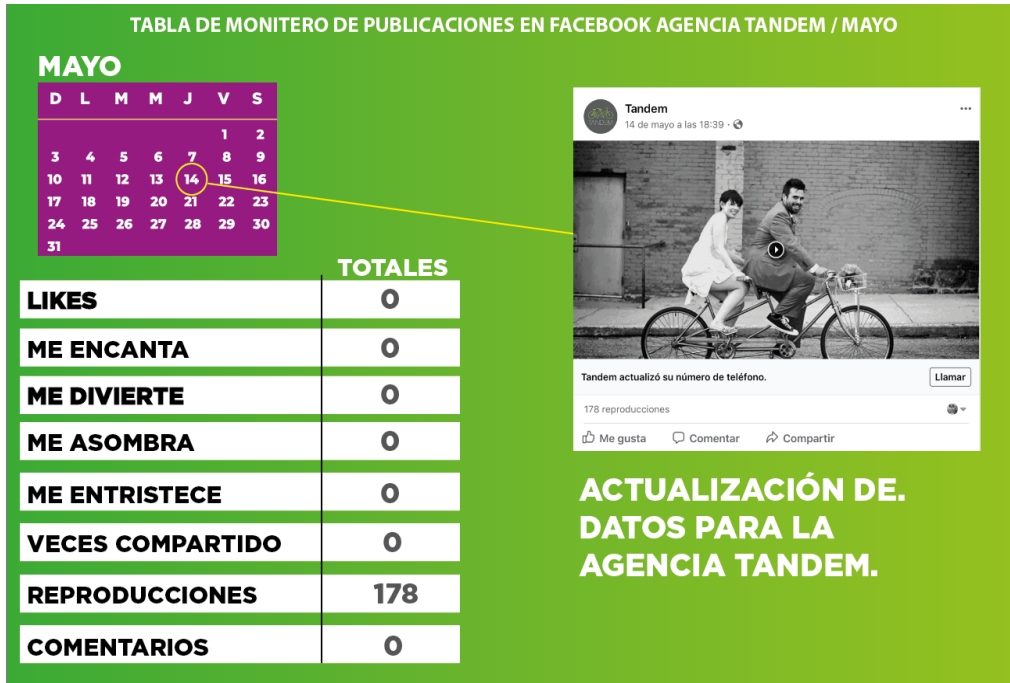 TABLA DE MONITERO DE PUBLICACIONES EN FACEBOOK AGENCIA TANDEM / MAYO
MAYO
D L M M J V S
1 2
3 4 5 6 7 8 9
10 11 12 13 14 15 16
17 18 19 20 21 22 23
24 25 26 27 28 29 30
31
TOTALES
LIKES 0
ME ENCANTA 0
ME DIVIERTE 0
ME ASOMBRA 0
ME ENTRISTECE 0
VECES COMPARTIDO 0
REPRODUCCIONES 178
COMENTARIOS 0
TANDEM
Tandem
14 de mayo a las 18:39 ·
Tandem actualizó su número de teléfono.
Llamar
178 reproducciones
Me gusta Comentar Compartir
ACTUALIZACIÓN DE.
DATOS PARA LA
AGENCIA TANDEM.